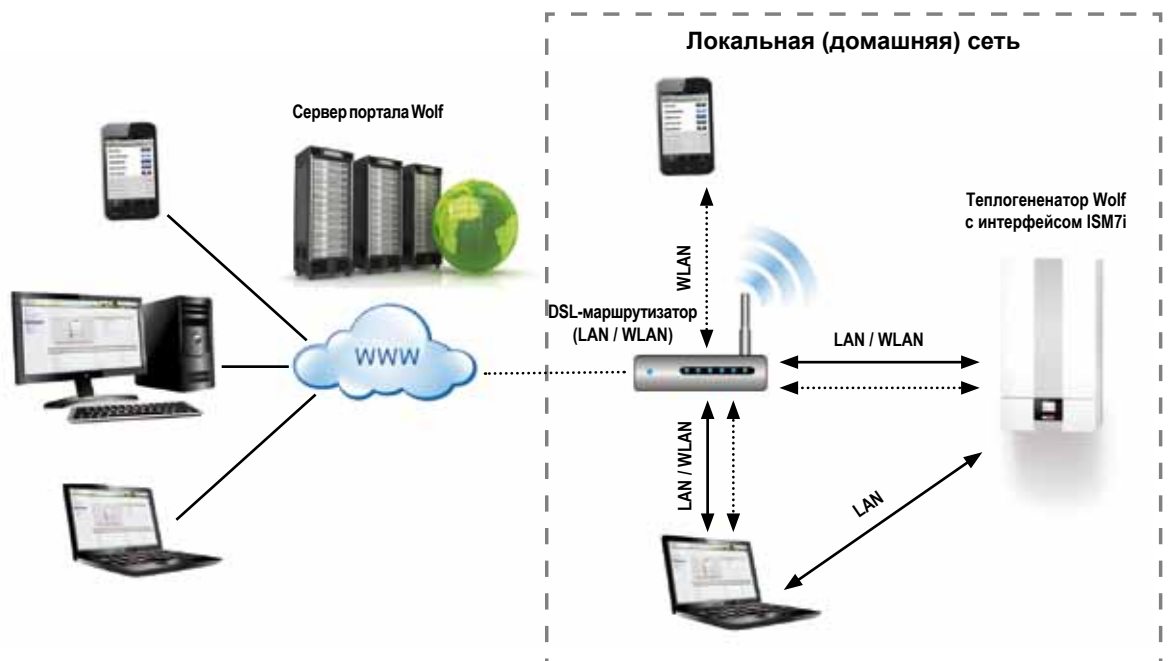 Локальная (домашняя) сеть
Сервер портала Wolf
Теплогененатор Wolf
с интерфейсом ISM7i
WLAN
DSL-маршрутизатор
(LAN / WLAN)
LAN / WLAN
WWW
LAN / WLAN
LAN